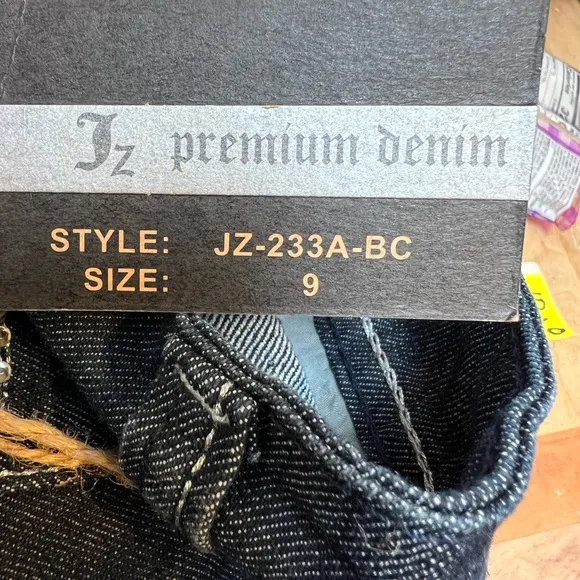 Jz premium denim
STYLE: JZ-233A-BC
SIZE: 9